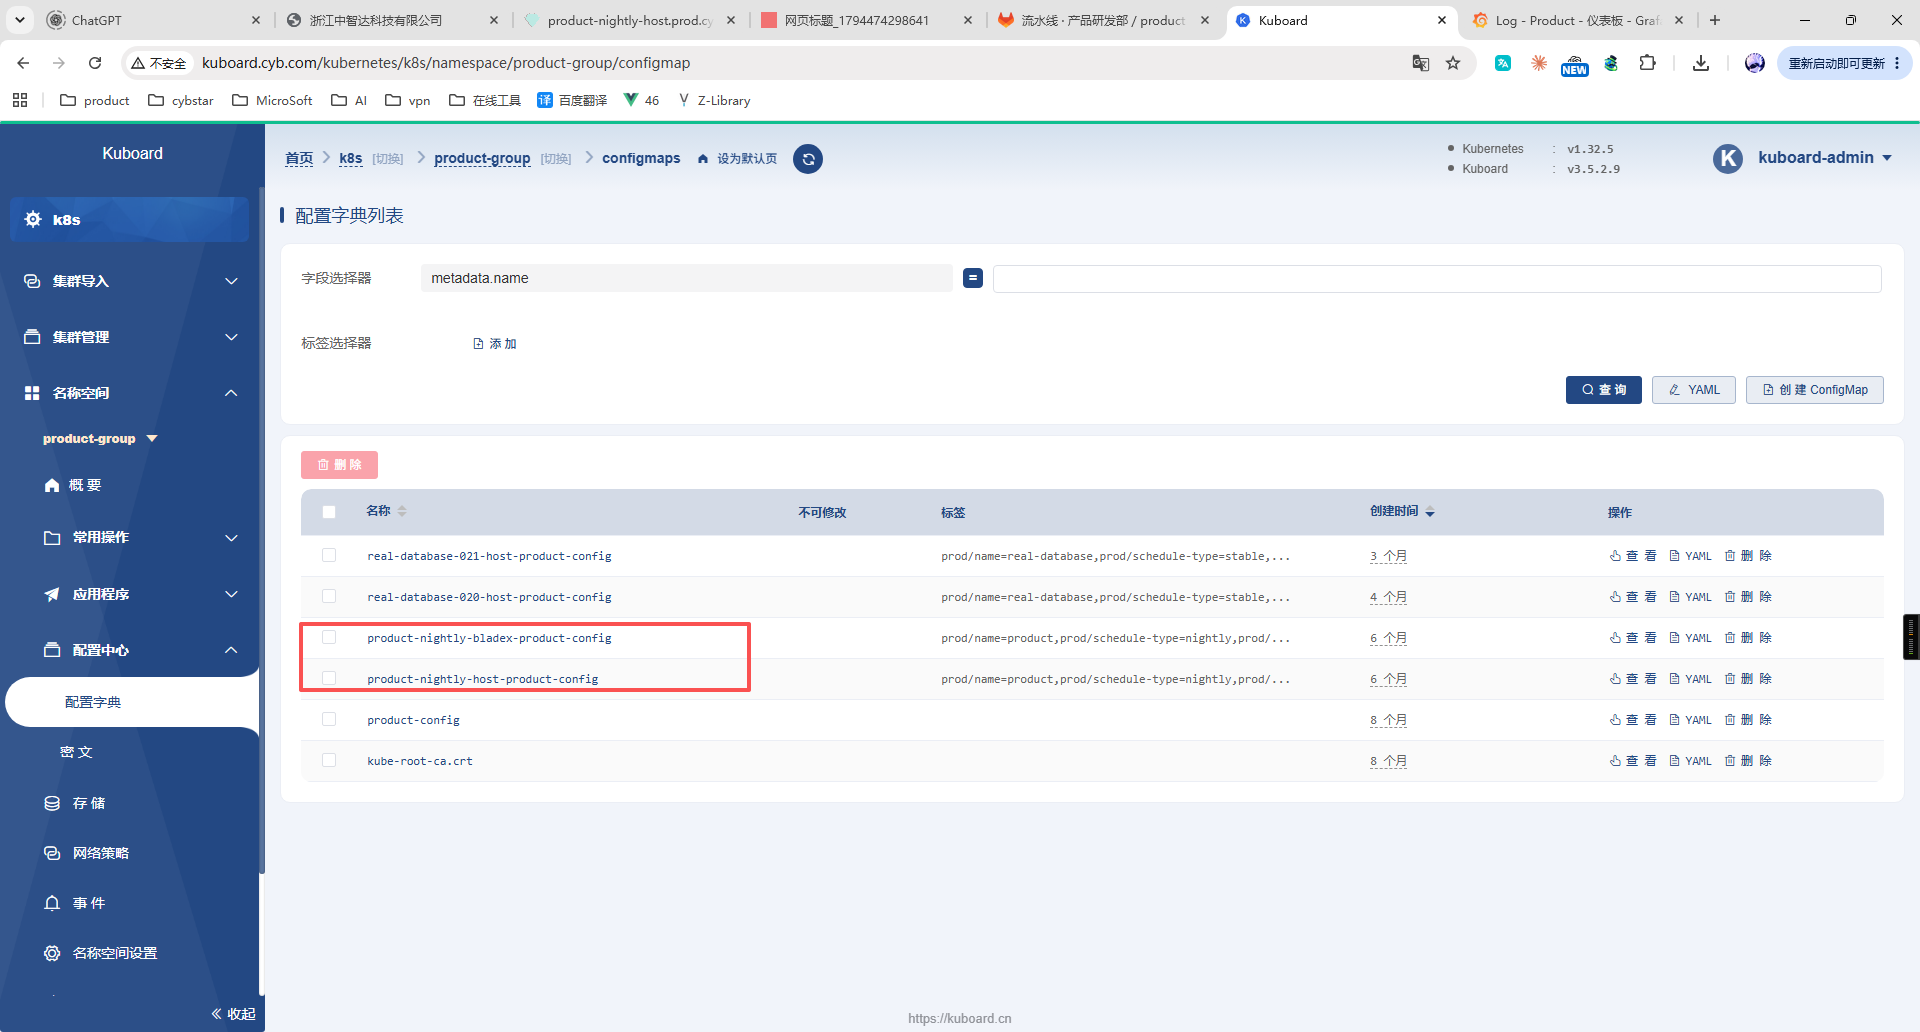 ChatGPT
浙江中智达科技有限公司
product-nightly-host.prod.cy
网页标题_1794474298641
流水线 · 产品研发部 / product
Kuboard
Log - Product - 仪表板 - Grafa
不安全
kuboard.cyb.com/kubernetes/k8s/namespace/product-group/configmap
NEW
重新启动即可更新
product
cybstar
MicroSoft
AI
vpn
在线工具
译 百度翻译
46
Z-Library
Kuboard
k8s
集群导入
集群管理
名称空间
product-group
概 要
常用操作
应用程序
配置中心
配置字典
密 文
存 储
网络策略
事 件
名称空间设置
收起
首页
k8s [切换]
product-group [切换]
configmaps
设为默认页
Kubernetes : v1.32.5
Kuboard : v3.5.2.9
K
kuboard-admin
配置字典列表
字段选择器
metadata.name
=
标签选择器
添 加
查 询
YAML
创 建 ConfigMap
删 除
名称 不可修改 标签 创建时间 操作
real-database-021-host-product-config prod/name=real-database,prod/schedule-type=stable,... 3 个月 查 看 YAML 删 除
real-database-020-host-product-config prod/name=real-database,prod/schedule-type=stable,... 4 个月 查 看 YAML 删 除
product-nightly-bladex-product-config prod/name=product,prod/schedule-type=nightly,prod/... 6 个月 查 看 YAML 删 除
product-nightly-host-product-config prod/name=product,prod/schedule-type=nightly,prod/... 6 个月 查 看 YAML 删 除
product-config 8 个月 查 看 YAML 删 除
kube-root-ca.crt 8 个月 查 看 YAML 删 除
https://kuboard.cn